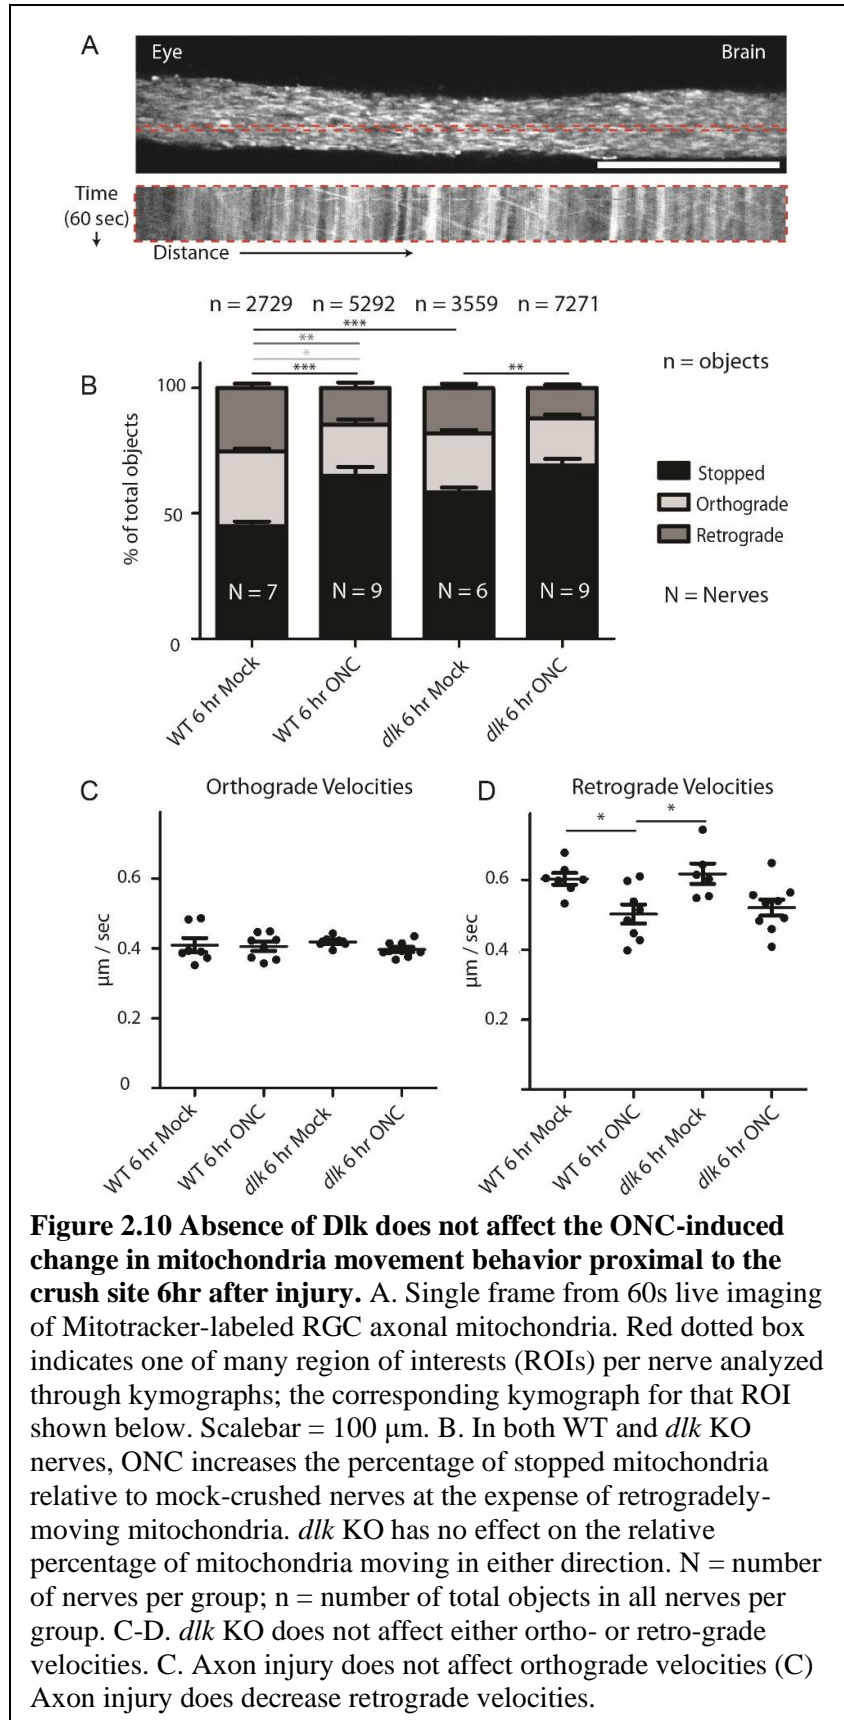 A
Eye
Brain
Time
(60 sec)
Distance
n = 2729 n = 5292 n = 3559 n = 7271
***
**
*
***
**
n = objects
B
100
50
0
% of total objects
N = 7
N = 9
N = 6
N = 9
Stopped
Orthograde
Retrograde
N = Nerves
WT 6 hr Mock
WT 6 hr ONC
dlk 6 hr Mock
dlk 6 hr ONC
C
Orthograde Velocities
0.6
0.4
0.2
0
μm / sec
WT 6 hr Mock
WT 6 hr ONC
dlk 6 hr Mock
dlk 6 hr ONC
D
Retrograde Velocities
*
*
0.6
0.4
0.2
μm / sec
WT 6 hr Mock
WT 6 hr ONC
dlk 6 hr Mock
dlk 6 hr ONC
Figure 2.10 Absence of Dlk does not affect the ONC-induced
change in mitochondria movement behavior proximal to the
crush site 6hr after injury. A. Single frame from 60s live imaging
of Mitotracker-labeled RGC axonal mitochondria. Red dotted box
indicates one of many region of interests (ROIs) per nerve analyzed
through kymographs; the corresponding kymograph for that ROI
shown below. Scalebar = 100 μm. B. In both WT and dlk KO
nerves, ONC increases the percentage of stopped mitochondria
relative to mock-crushed nerves at the expense of retrogradely-
moving mitochondria. dlk KO has no effect on the relative
percentage of mitochondria moving in either direction. N = number
of nerves per group; n = number of total objects in all nerves per
group. C-D. dlk KO does not affect either ortho- or retro-grade
velocities. C. Axon injury does not affect orthograde velocities (C)
Axon injury does decrease retrograde velocities.